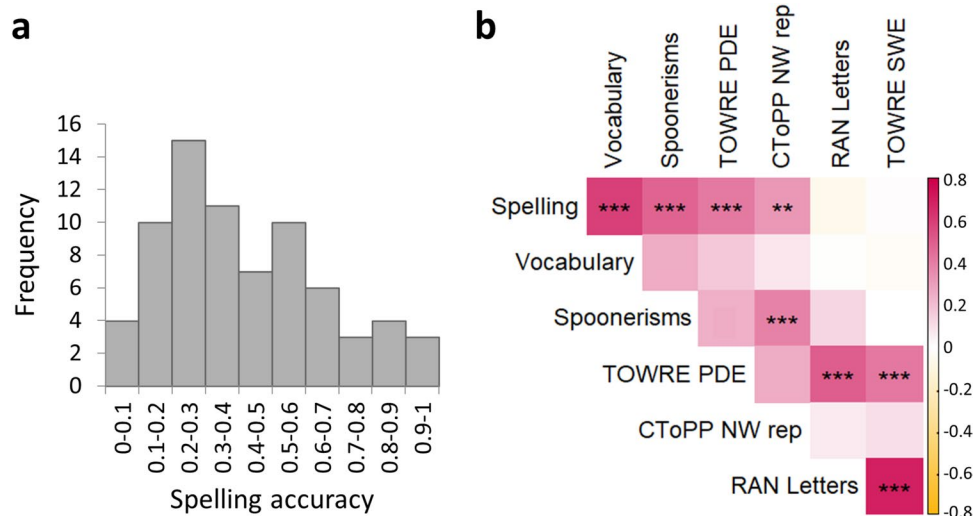 a
16
14
12
10
8
6
4
2
0
Frequency
0-0.1
0.1-0.2
0.2-0.3
0.3-0.4
0.4-0.5
0.5-0.6
0.6-0.7
0.7-0.8
0.8-0.9
0.9-1
Spelling accuracy
b
Vocabulary
Spoonerisms
TOWRE PDE
CToPP NW rep
RAN Letters
TOWRE SWE
Spelling *** *** *** **
Vocabulary
Spoonerisms ***
TOWRE PDE *** ***
CToPP NW rep
RAN Letters ***
0.8
0.6
0.4
0.2
0
-0.2
-0.4
-0.6
-0.8